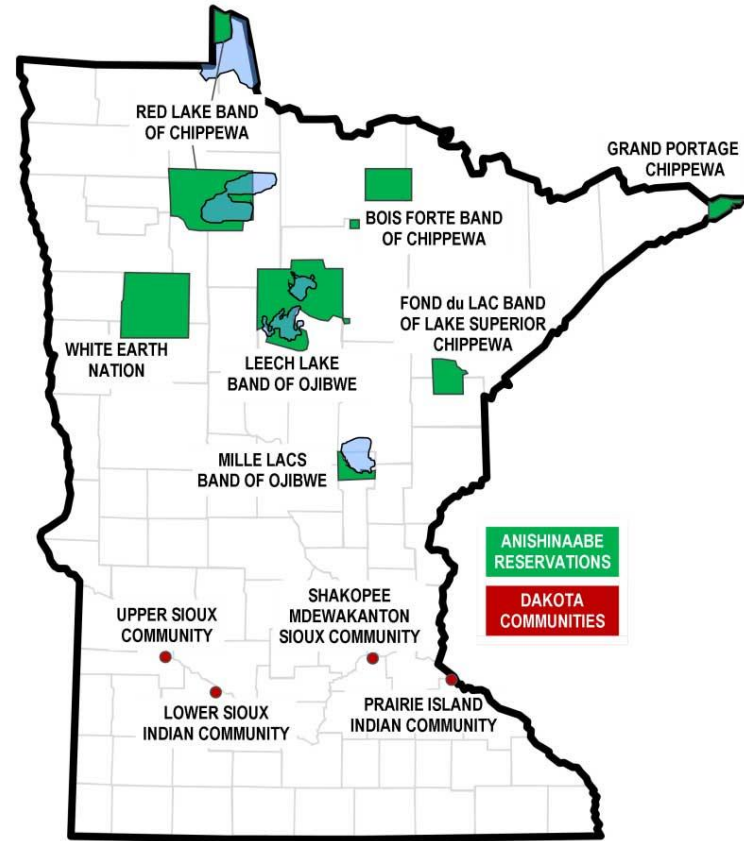 RED LAKE BAND
OF CHIPPEWA
GRAND PORTAGE
CHIPPEWA
BOIS FORTE BAND
OF CHIPPEWA
FOND du LAC BAND
OF LAKE SUPERIOR
CHIPPEWA
WHITE EARTH
NATION
LEECH LAKE
BAND OF OJIBWE
MILLE LACS
BAND OF OJIBWE
ANISHINAABE
RESERVATIONS
DAKOTA
COMMUNITIES
UPPER SIOUX
COMMUNITY
SHAKOPEE
MDEWAKANTON
SIOUX COMMUNITY
LOWER SIOUX
INDIAN COMMUNITY
PRAIRIE ISLAND
INDIAN COMMUNITY